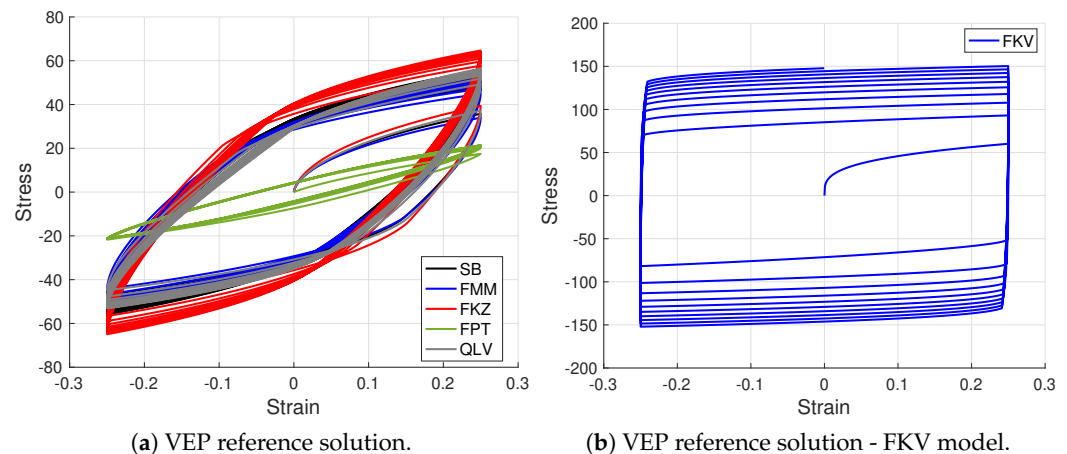 80
60
40
20
0
-20
-40
-60
-80
Stress
-0.3
-0.2
-0.1
0
0.1
0.2
0.3
Strain
SB
FMM
FKZ
FPT
QLV
(a) VEP reference solution.
200
150
100
50
0
-50
-100
-150
-200
Stress
-0.3
-0.2
-0.1
0
0.1
0.2
0.3
Strain
FKV
(b) VEP reference solution - FKV model.